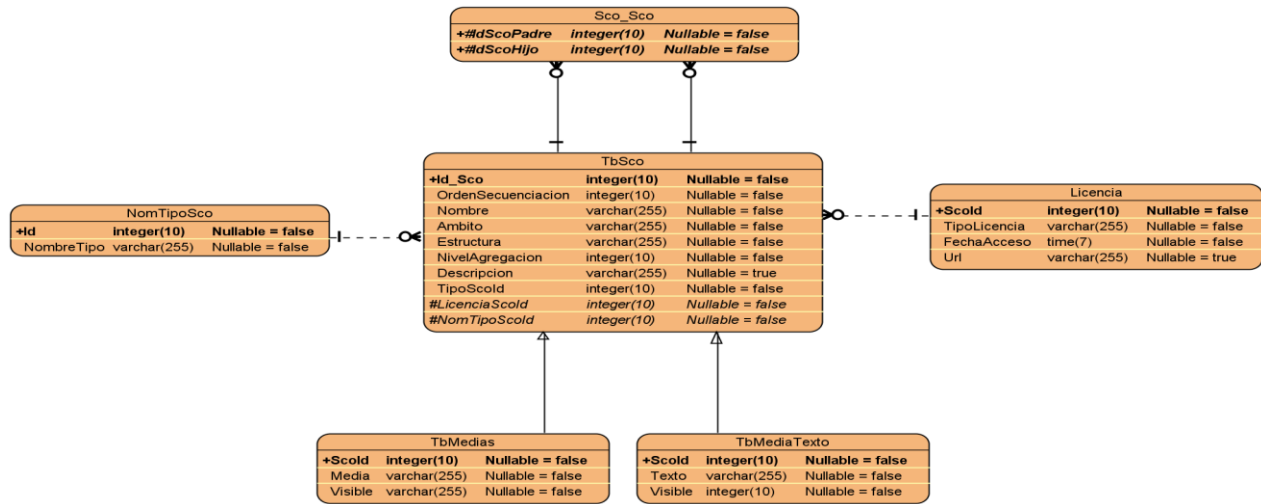 Sco_Sco
+#IdScoPadre integer(10) Nullable = false
+#IdScoHijo integer(10) Nullable = false
TbSco
+Id_Sco integer(10) Nullable = false
OrdenSecuenciacion integer(10) Nullable = false
Nombre varchar(255) Nullable = false
Ambito varchar(255) Nullable = false
Estructura varchar(255) Nullable = false
NivelAgregacion integer(10) Nullable = false
Descripcion varchar(255) Nullable = true
TipoScoId integer(10) Nullable = false
#LicenciaScoId integer(10) Nullable = false
#NomTipoScoId integer(10) Nullable = false
NomTipoSco
+Id integer(10) Nullable = false
NombreTipo varchar(255) Nullable = false
Licencia
+ScoId integer(10) Nullable = false
TipoLicencia varchar(255) Nullable = false
FechaAcceso time(7) Nullable = false
Url varchar(255) Nullable = true
TbMedias
+ScoId integer(10) Nullable = false
Media varchar(255) Nullable = false
Visible varchar(255) Nullable = false
TbMediaTexto
+ScoId integer(10) Nullable = false
Texto varchar(255) Nullable = false
Visible integer(10) Nullable = false